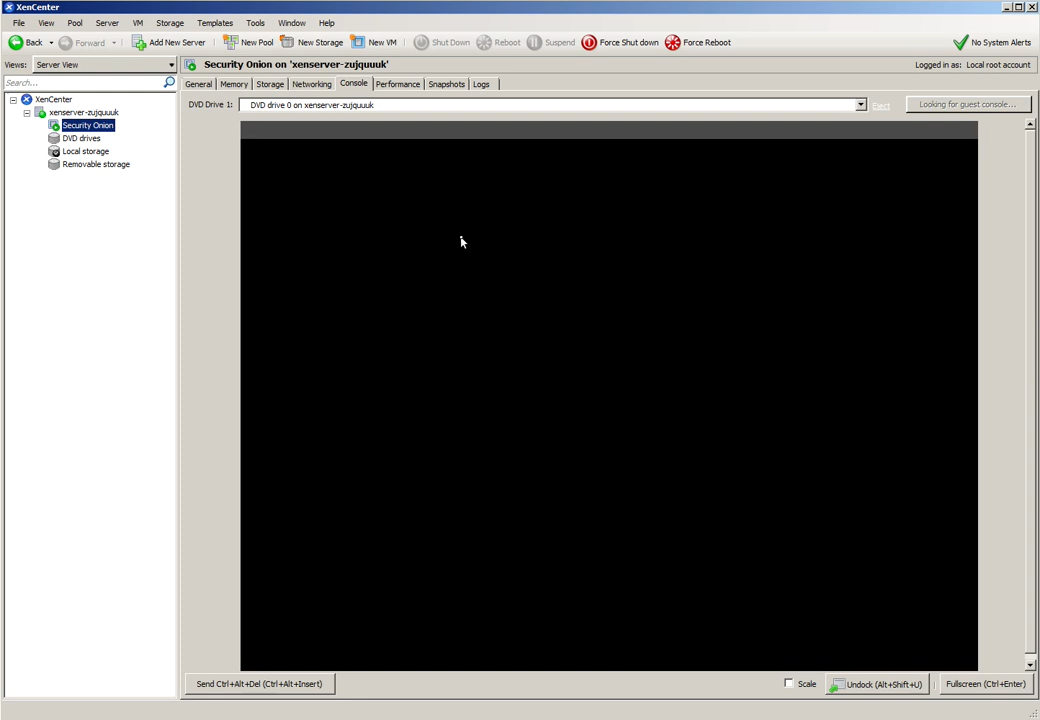 XenCenter
File View Pool Server VM Storage Templates Tools Window Help
Back Forward Add New Server New Pool New Storage New VM Shut Down Reboot Suspend Force Shut down Force Reboot No System Alerts
Views: Server View Security Onion on 'xenserver-zujquuuk' Logged in as: Local root account
Search... General Memory Storage Networking Console Performance Snapshots Logs
XenCenter DVD Drive 1: DVD drive 0 on xenserver-zujquuuk Eject Looking for guest console...
xenserver-zujquuuk
Security Onion
DVD drives
Local storage
Removable storage
Send Ctrl+Alt+Del (Ctrl+Alt+Insert) Scale Undock (Alt+Shift+U) Fullscreen (Ctrl+Enter)